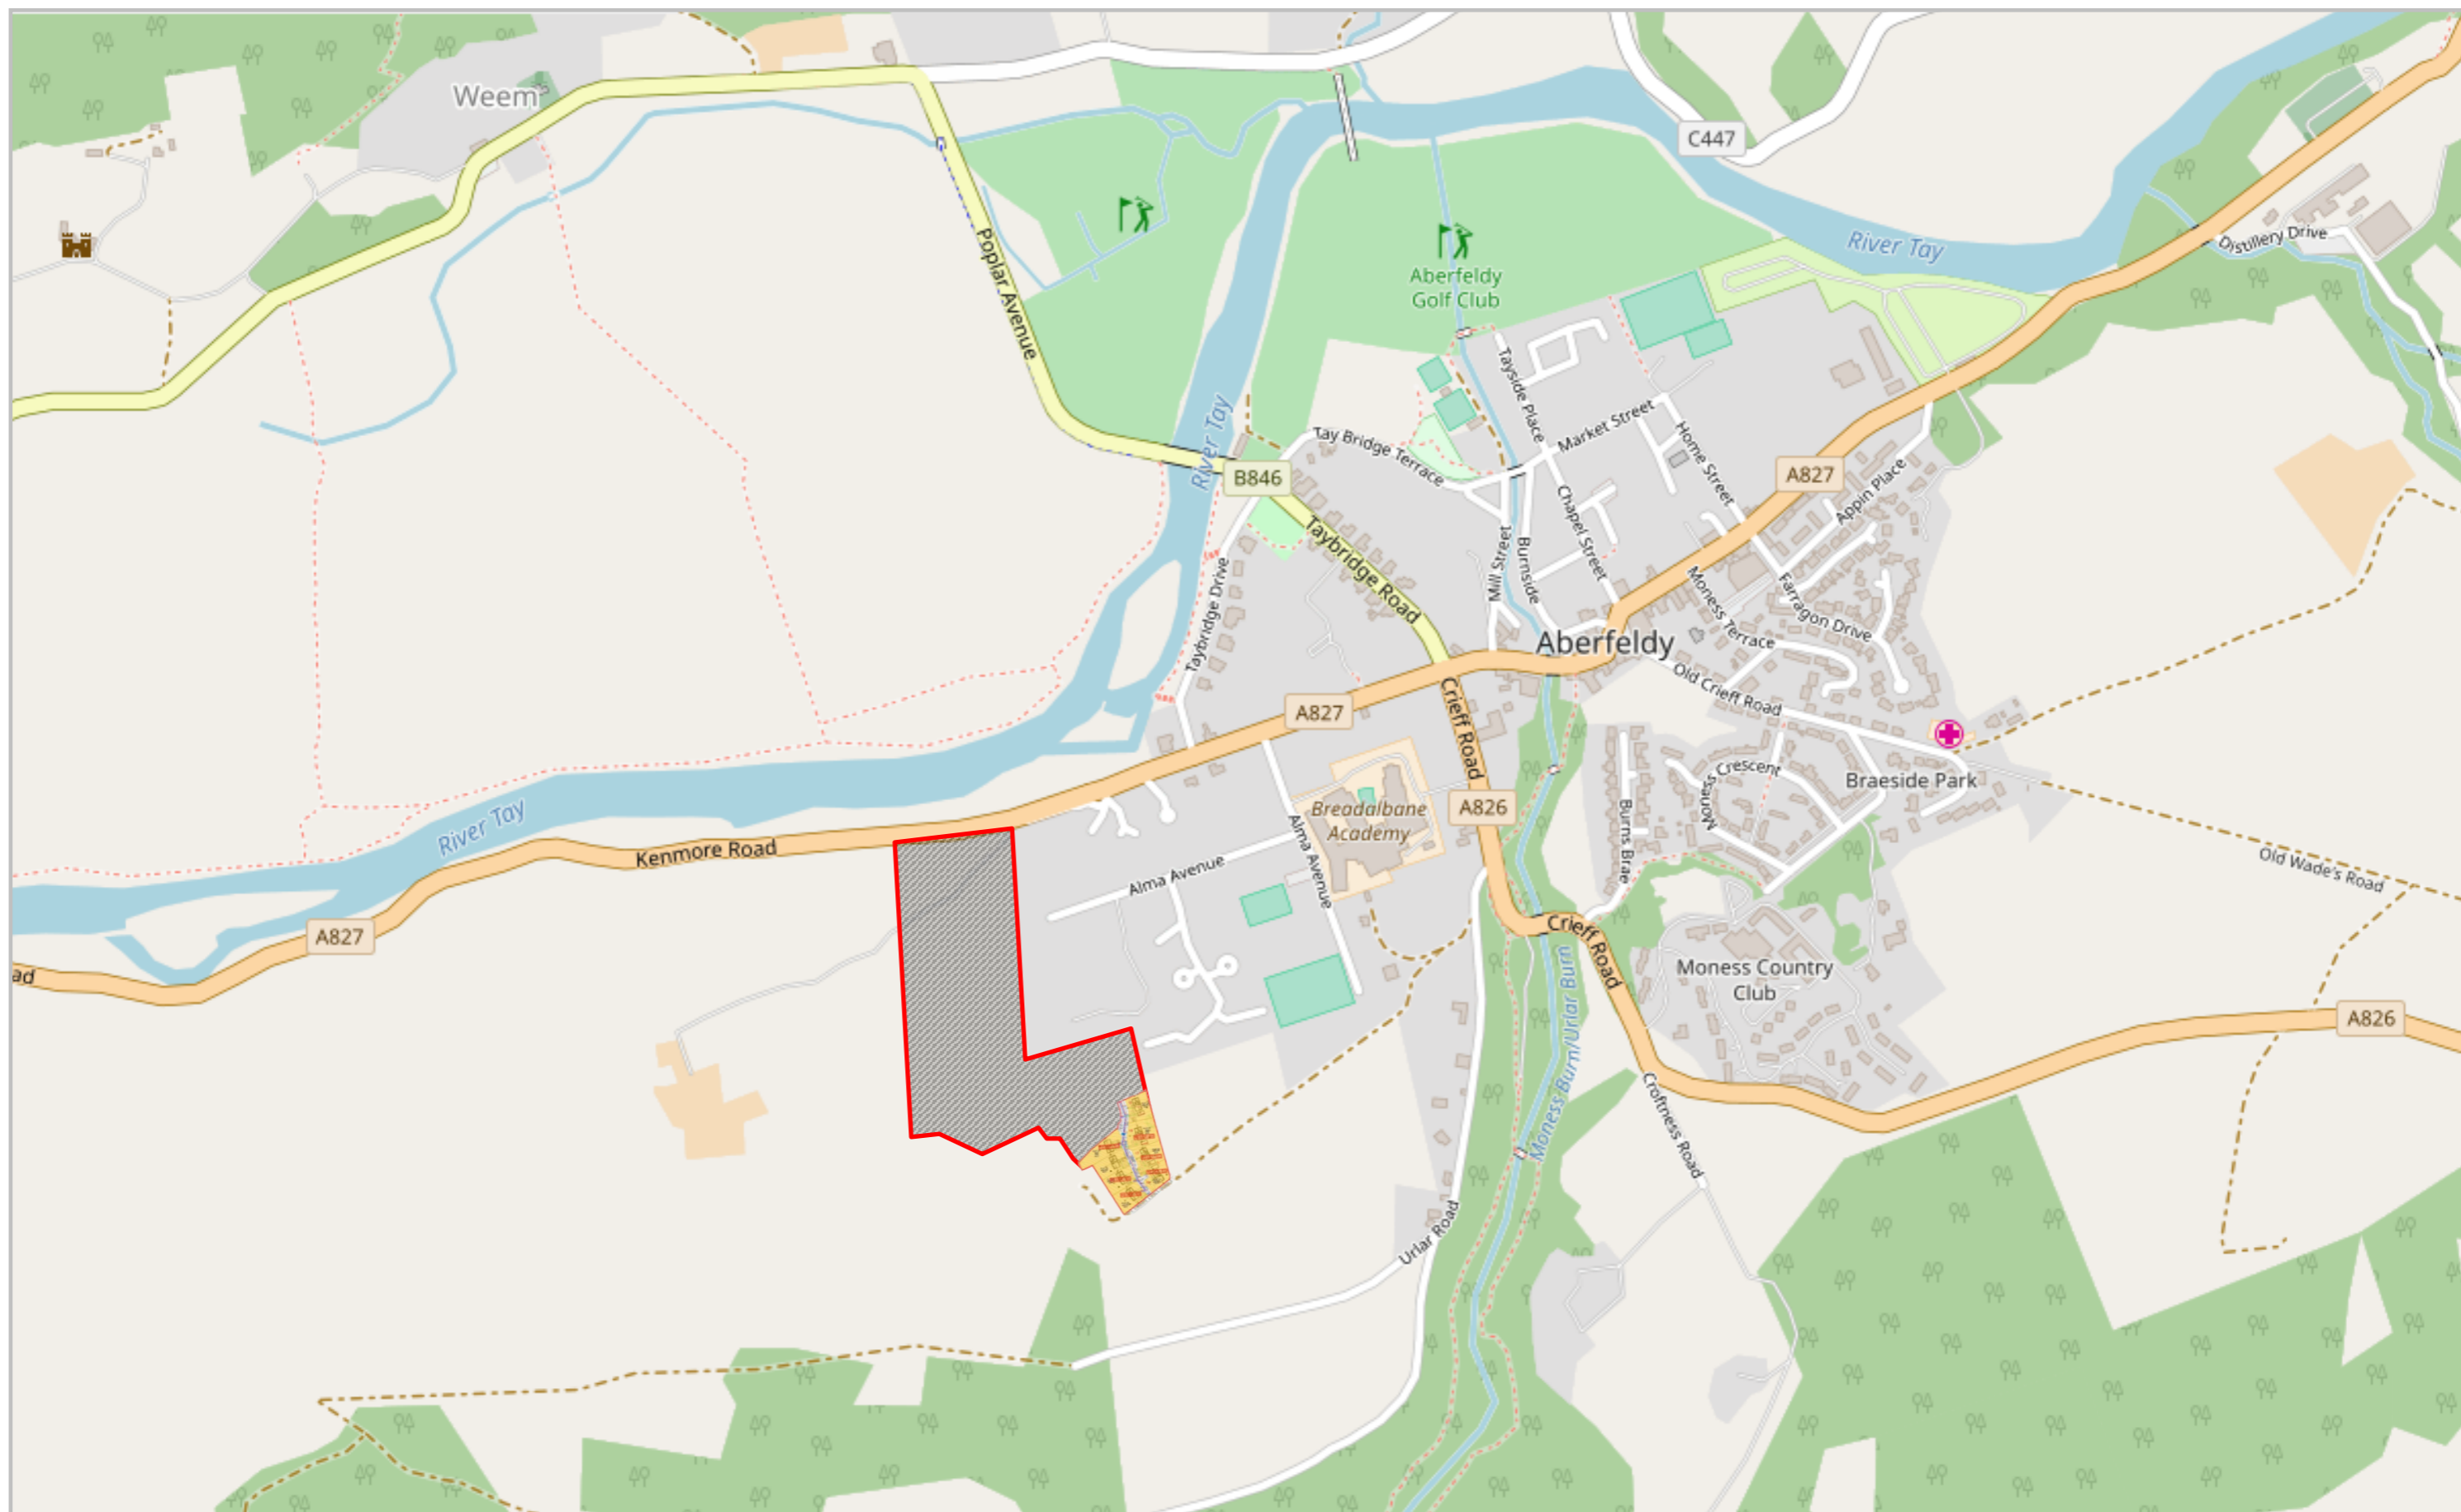 Weem
C447
River Tay
Distillery Drive
Poplar Avenue
Aberfeldy
Golf Club
Tayside Place
Market Street
Home Street
Tay Bridge Terrace
River Tay
B846
A827
Appin Place
Chapel Street
Taybridge Road
Mill Street
Burnside
Taybridge Drive
Moness Terrace
Farragon Drive
Aberfeldy
Old Crieff Road
A827
Crieff Road
Crescent
Moness
Braeside Park
Breadalbane
Academy
A826
Burns Brae
River Tay
Kenmore Road
Alma Avenue
Alma Avenue
Old Wade's Road
A827
Crieff Road
ad
Moness Country
Club
A826
Moness Burn/Urlar Burn
Croftness Road
Urlar Road